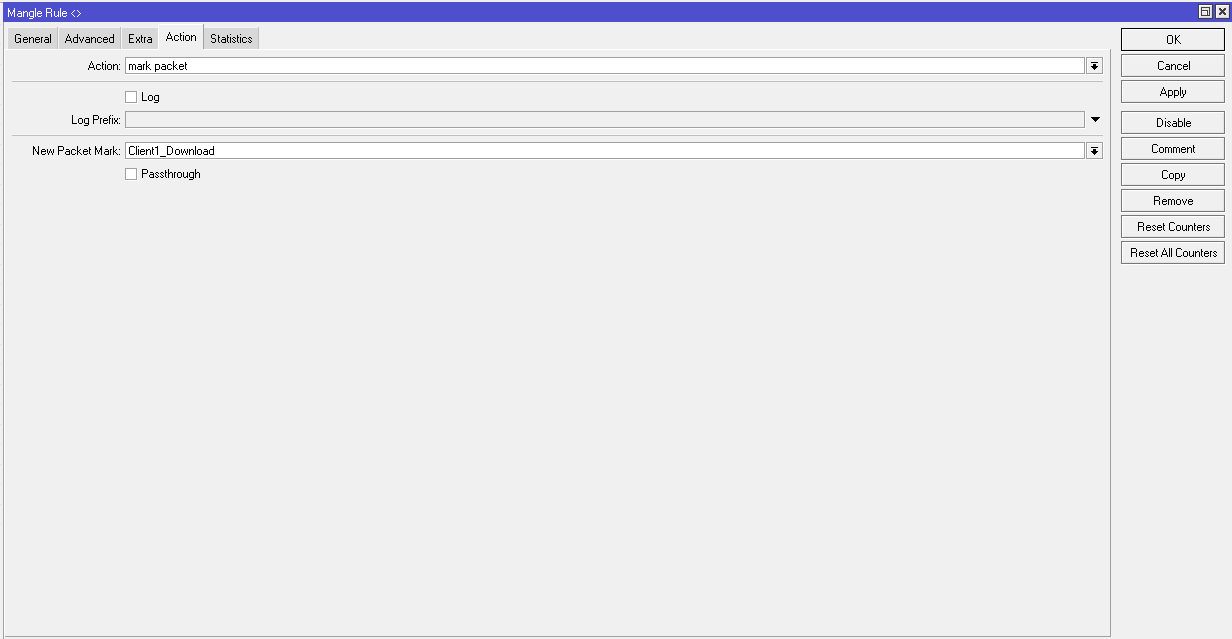 Mangle Rule <>
General Advanced Extra Action Statistics
Action: mark packet
Log
Log Prefix:
New Packet Mark: Client1_Download
Passthrough
OK
Cancel
Apply
Disable
Comment
Copy
Remove
Reset Counters
Reset All Counters